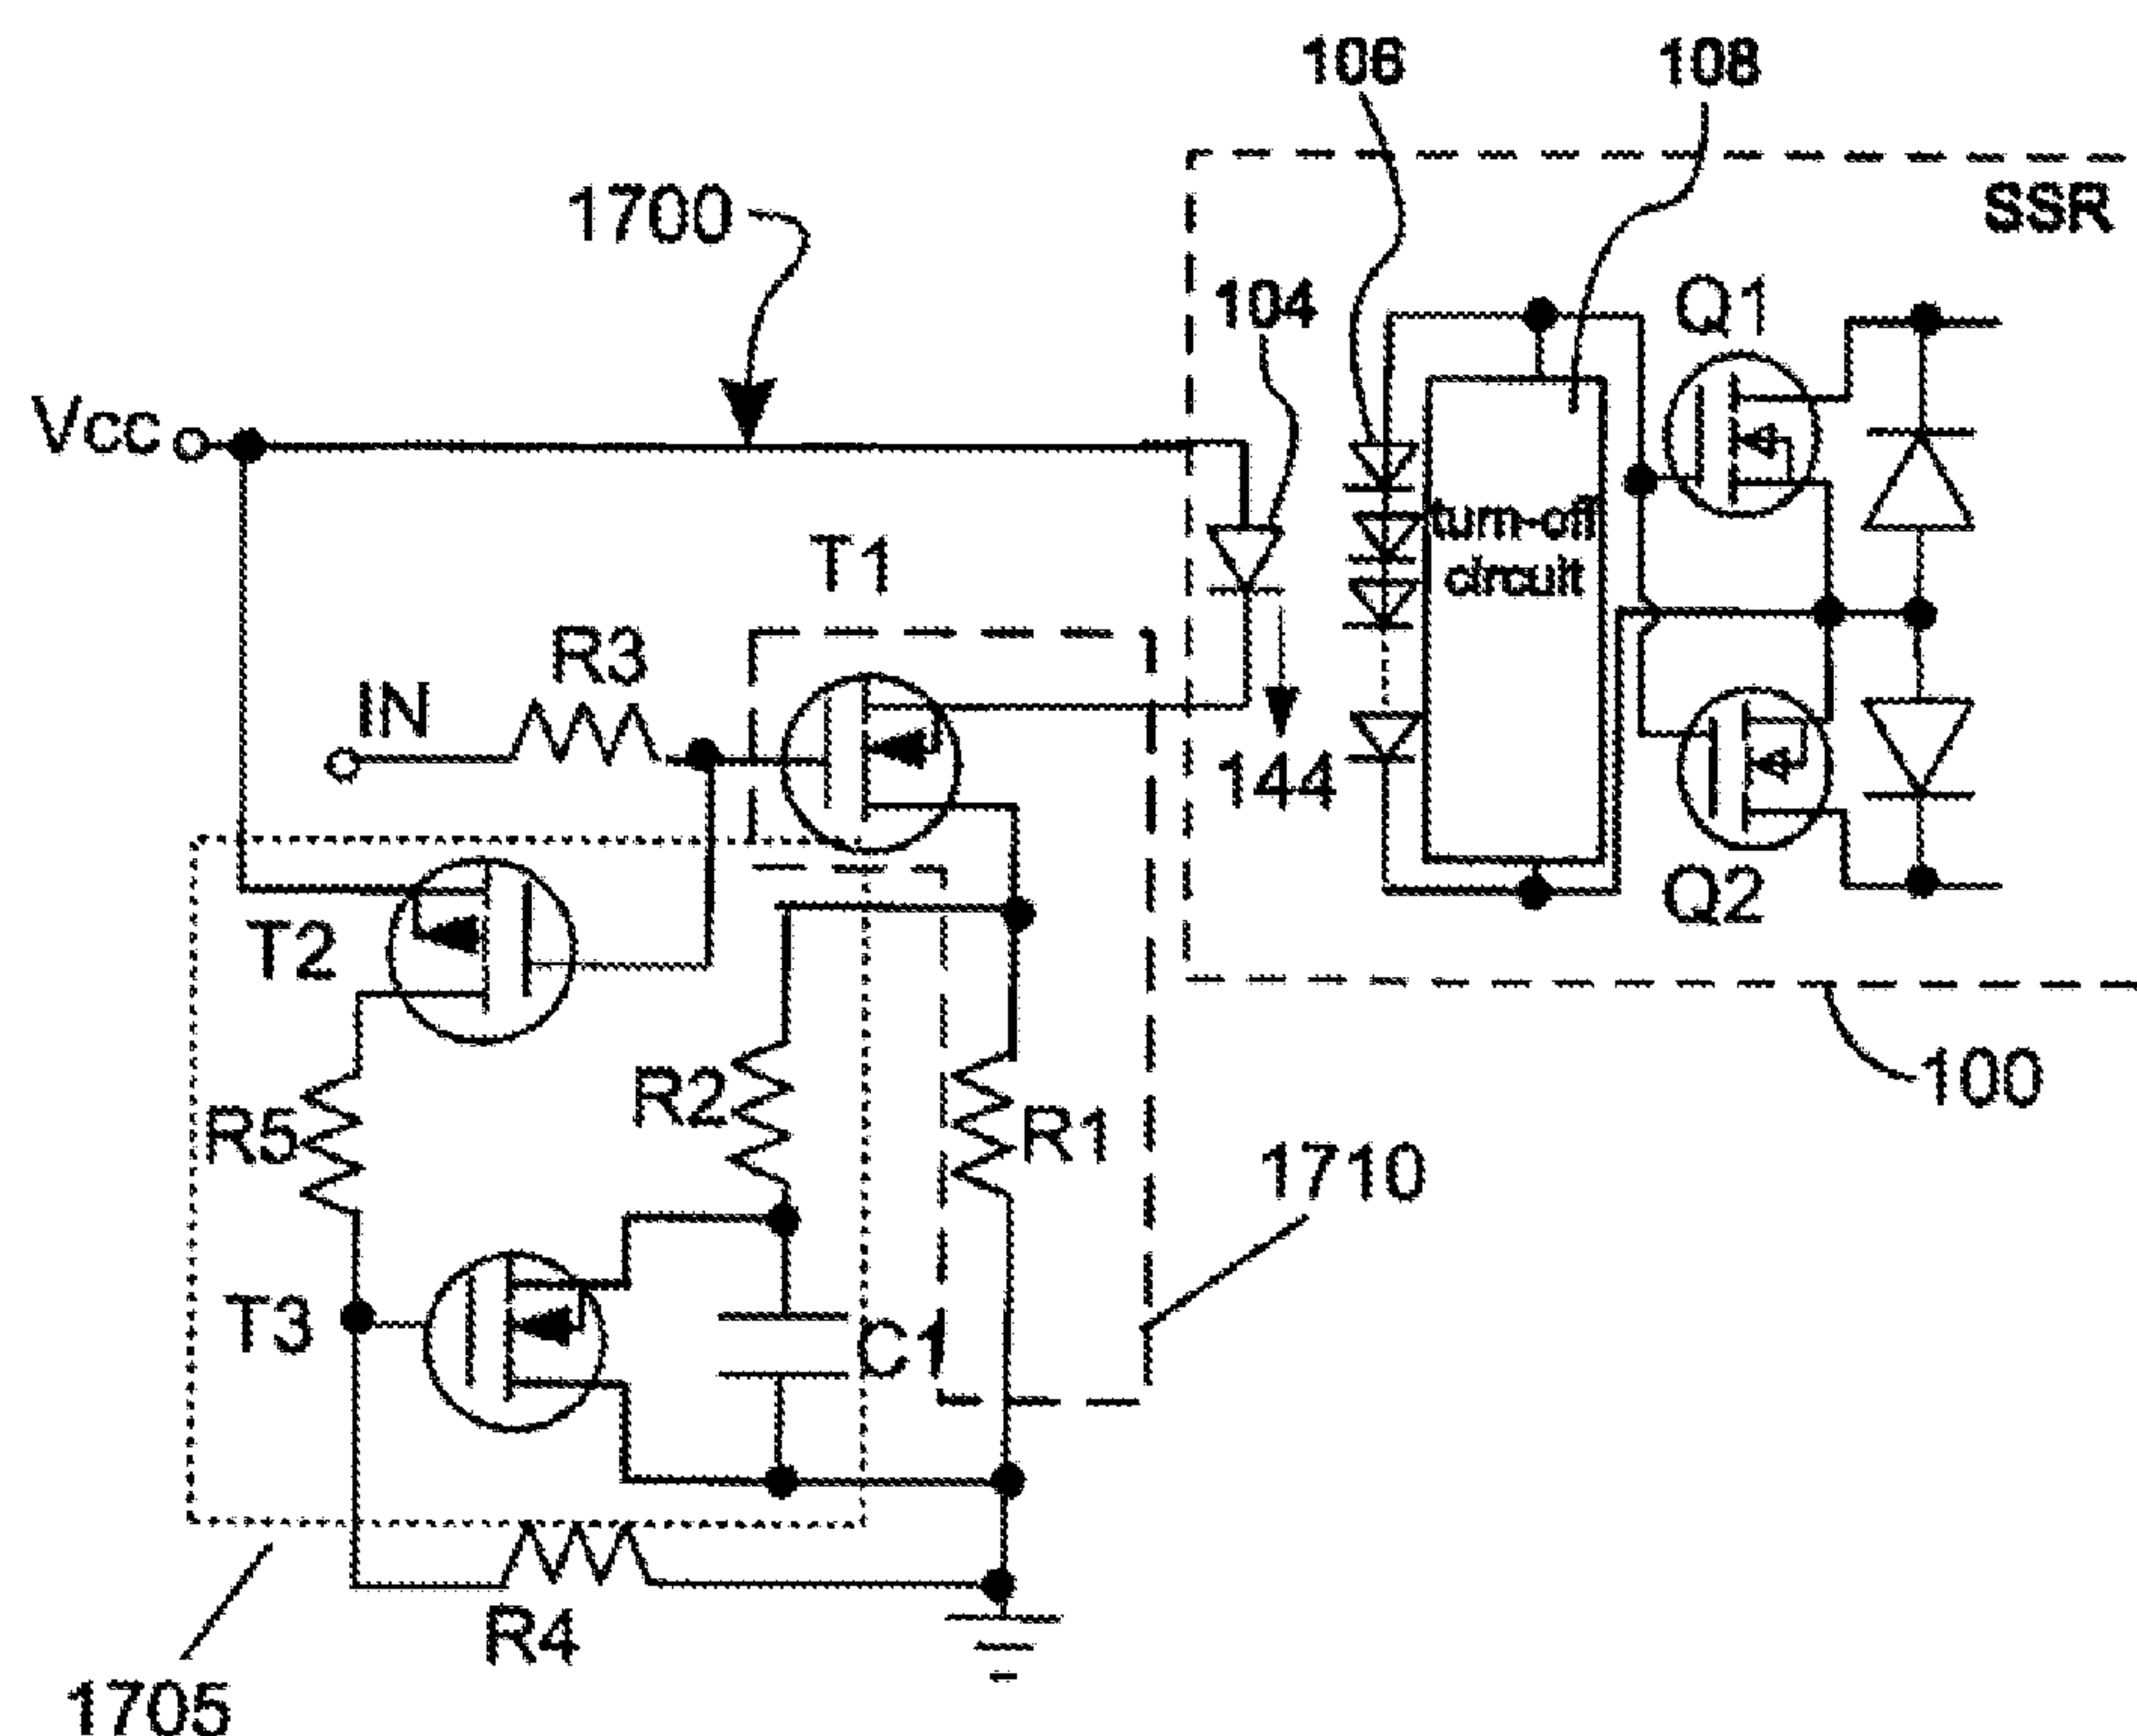 106
108
SSR
1700
104
Q1
Vcc
turn-off
circuit
T1
R3
IN
144
T2
Q2
R5
R2
R1
100
1710
T3
C1
R4
1705